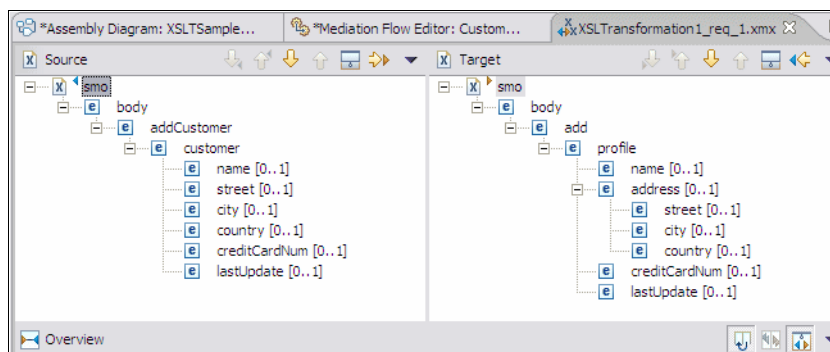 *Assembly Diagram: XSLTSample... *Mediation Flow Editor: Custom... XSLTransformation1_req_1.xmx
Source
smo
body
addCustomer
customer
name [0..1]
street [0..1]
city [0..1]
country [0..1]
creditCardNum [0..1]
lastUpdate [0..1]
Target
smo
body
add
profile
name [0..1]
address [0..1]
street [0..1]
city [0..1]
country [0..1]
creditCardNum [0..1]
lastUpdate [0..1]
Overview